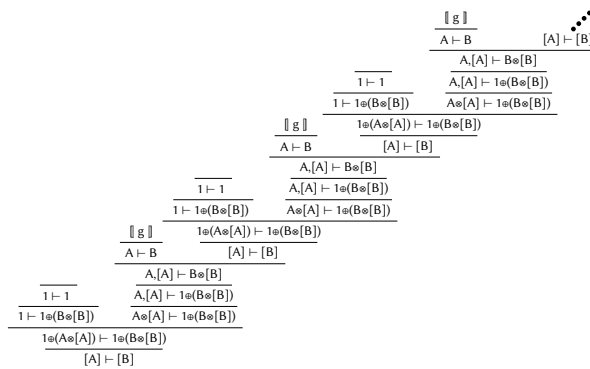 ⟦ g ⟧
A ⊢ B [A] ⊢ [B]
A,[A] ⊢ B⊗[B]
1 ⊢ 1 A,[A] ⊢ 1⊕(B⊗[B])
1 ⊢ 1⊕(B⊗[B]) A⊗[A] ⊢ 1⊕(B⊗[B])
⟦ g ⟧ 1⊕(A⊗[A]) ⊢ 1⊕(B⊗[B])
A ⊢ B [A] ⊢ [B]
A,[A] ⊢ B⊗[B]
1 ⊢ 1 A,[A] ⊢ 1⊕(B⊗[B])
1 ⊢ 1⊕(B⊗[B]) A⊗[A] ⊢ 1⊕(B⊗[B])
⟦ g ⟧ 1⊕(A⊗[A]) ⊢ 1⊕(B⊗[B])
A ⊢ B [A] ⊢ [B]
A,[A] ⊢ B⊗[B]
1 ⊢ 1 A,[A] ⊢ 1⊕(B⊗[B])
1 ⊢ 1⊕(B⊗[B]) A⊗[A] ⊢ 1⊕(B⊗[B])
1⊕(A⊗[A]) ⊢ 1⊕(B⊗[B])
[A] ⊢ [B]